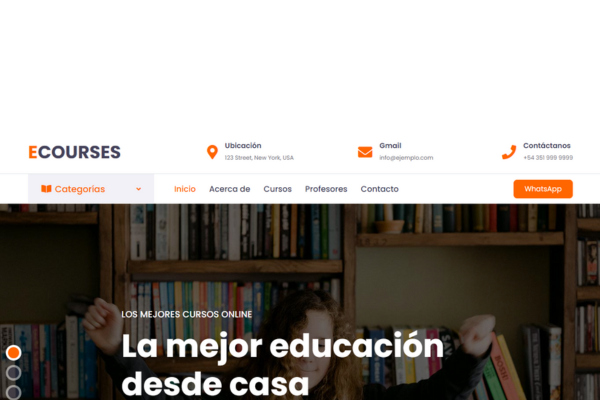 ECOURSES
Ubicación
123 Street, New York, USA
Gmail
info@ejemplo.com
Contáctanos
+54 351 999 9999
Categorias
Inicio
Acerca de
Cursos
Profesores
Contacto
WhatsApp
LOS MEJORES CURSOS ONLINE
La mejor educación
desde casa